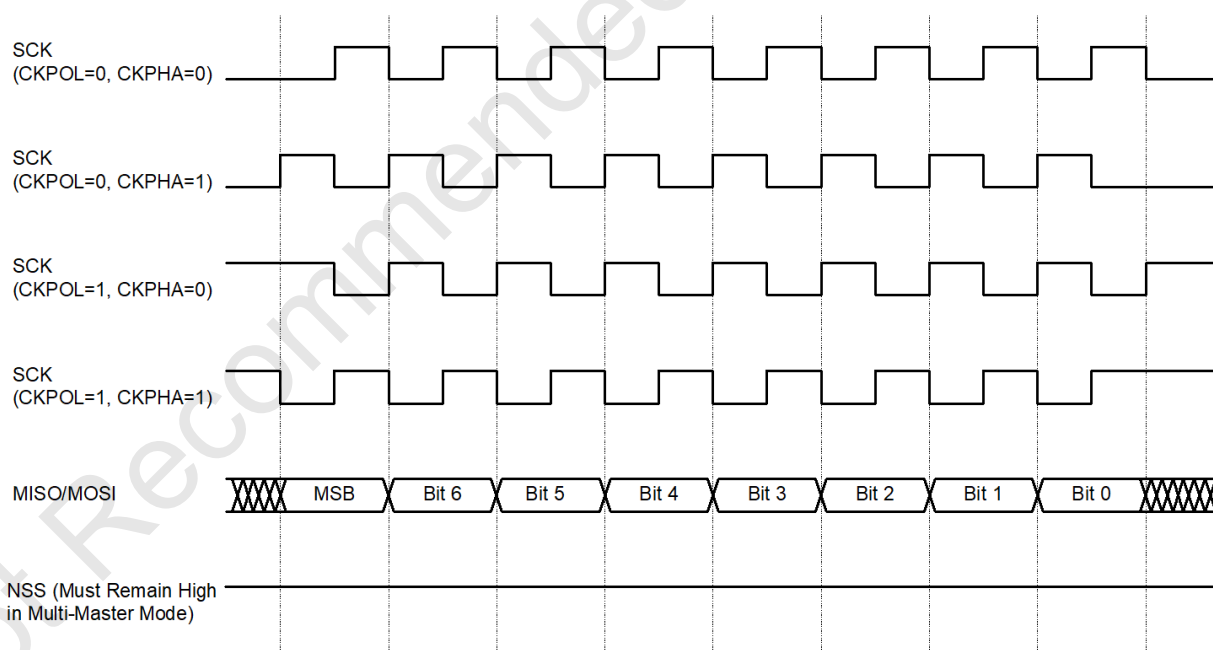 SCK
(CKPOL=0, CKPHA=0)
SCK
(CKPOL=0, CKPHA=1)
SCK
(CKPOL=1, CKPHA=0)
SCK
(CKPOL=1, CKPHA=1)
MISO/MOSI
MSB
Bit 6
Bit 5
Bit 4
Bit 3
Bit 2
Bit 1
Bit 0
NSS (Must Remain High
in Multi-Master Mode)
Recommended